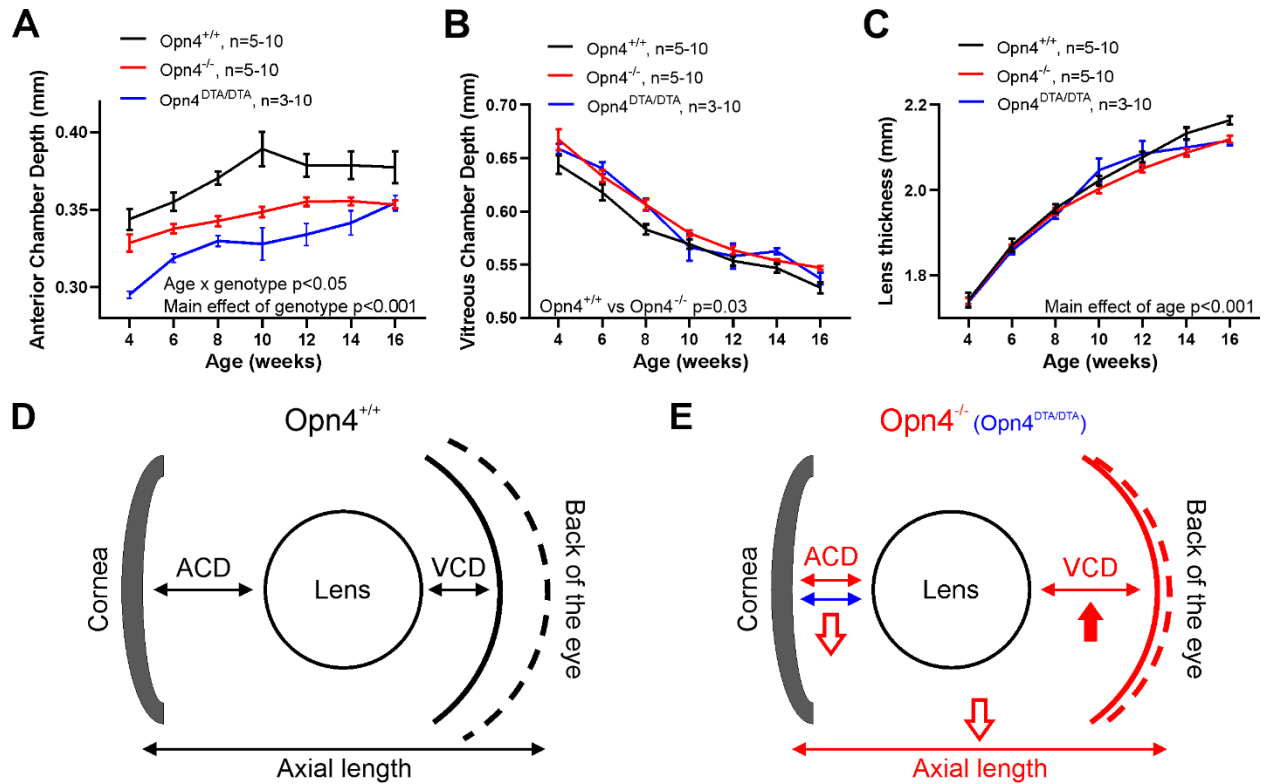 A
Opn4+/+, n=5-10
Opn4-/-, n=5-10
Opn4DTA/DTA, n=3-10
Anterior Chamber Depth (mm)
0.40
0.35
0.30
Age x genotype p<0.05
Main effect of genotype p<0.001
4 6 8 10 12 14 16
Age (weeks)
B
Opn4+/+, n=5-10
Opn4-/-, n=5-10
Opn4DTA/DTA, n=3-10
Vitreous Chamber Depth (mm)
0.70
0.65
0.60
0.55
0.50
Opn4+/+ vs Opn4-/- p=0.03
4 6 8 10 12 14 16
Age (weeks)
C
Opn4+/+, n=5-10
Opn4-/-, n=5-10
Opn4DTA/DTA, n=3-10
Lens thickness (mm)
2.2
2.0
1.8
1.6
Main effect of age p<0.001
4 6 8 10 12 14 16
Age (weeks)
D
Opn4+/+
Cornea
ACD
Lens
VCD
Back of the eye
Axial length
E
Opn4-/- (Opn4DTA/DTA)
Cornea
ACD
Lens
VCD
Back of the eye
Axial length